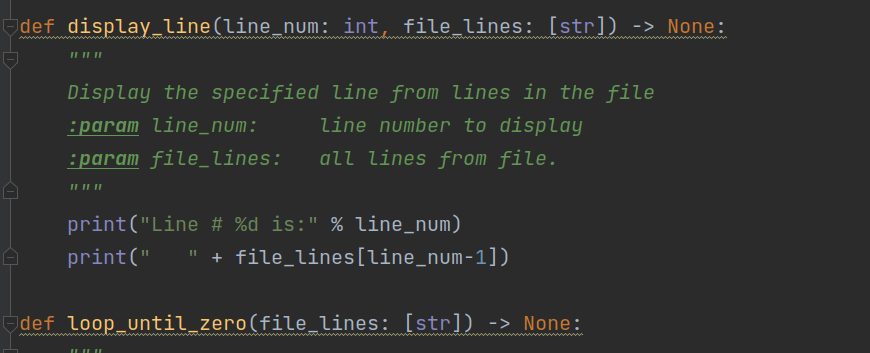 def display_line(line_num: int, file_lines: [str]) -> None:
    """
    Display the specified line from lines in the file
    :param line_num:     line number to display
    :param file_lines:   all lines from file.
    """
    print("Line # %d is:" % line_num)
    print("   " + file_lines[line_num-1])
def loop_until_zero(file_lines: [str]) -> None:
    """